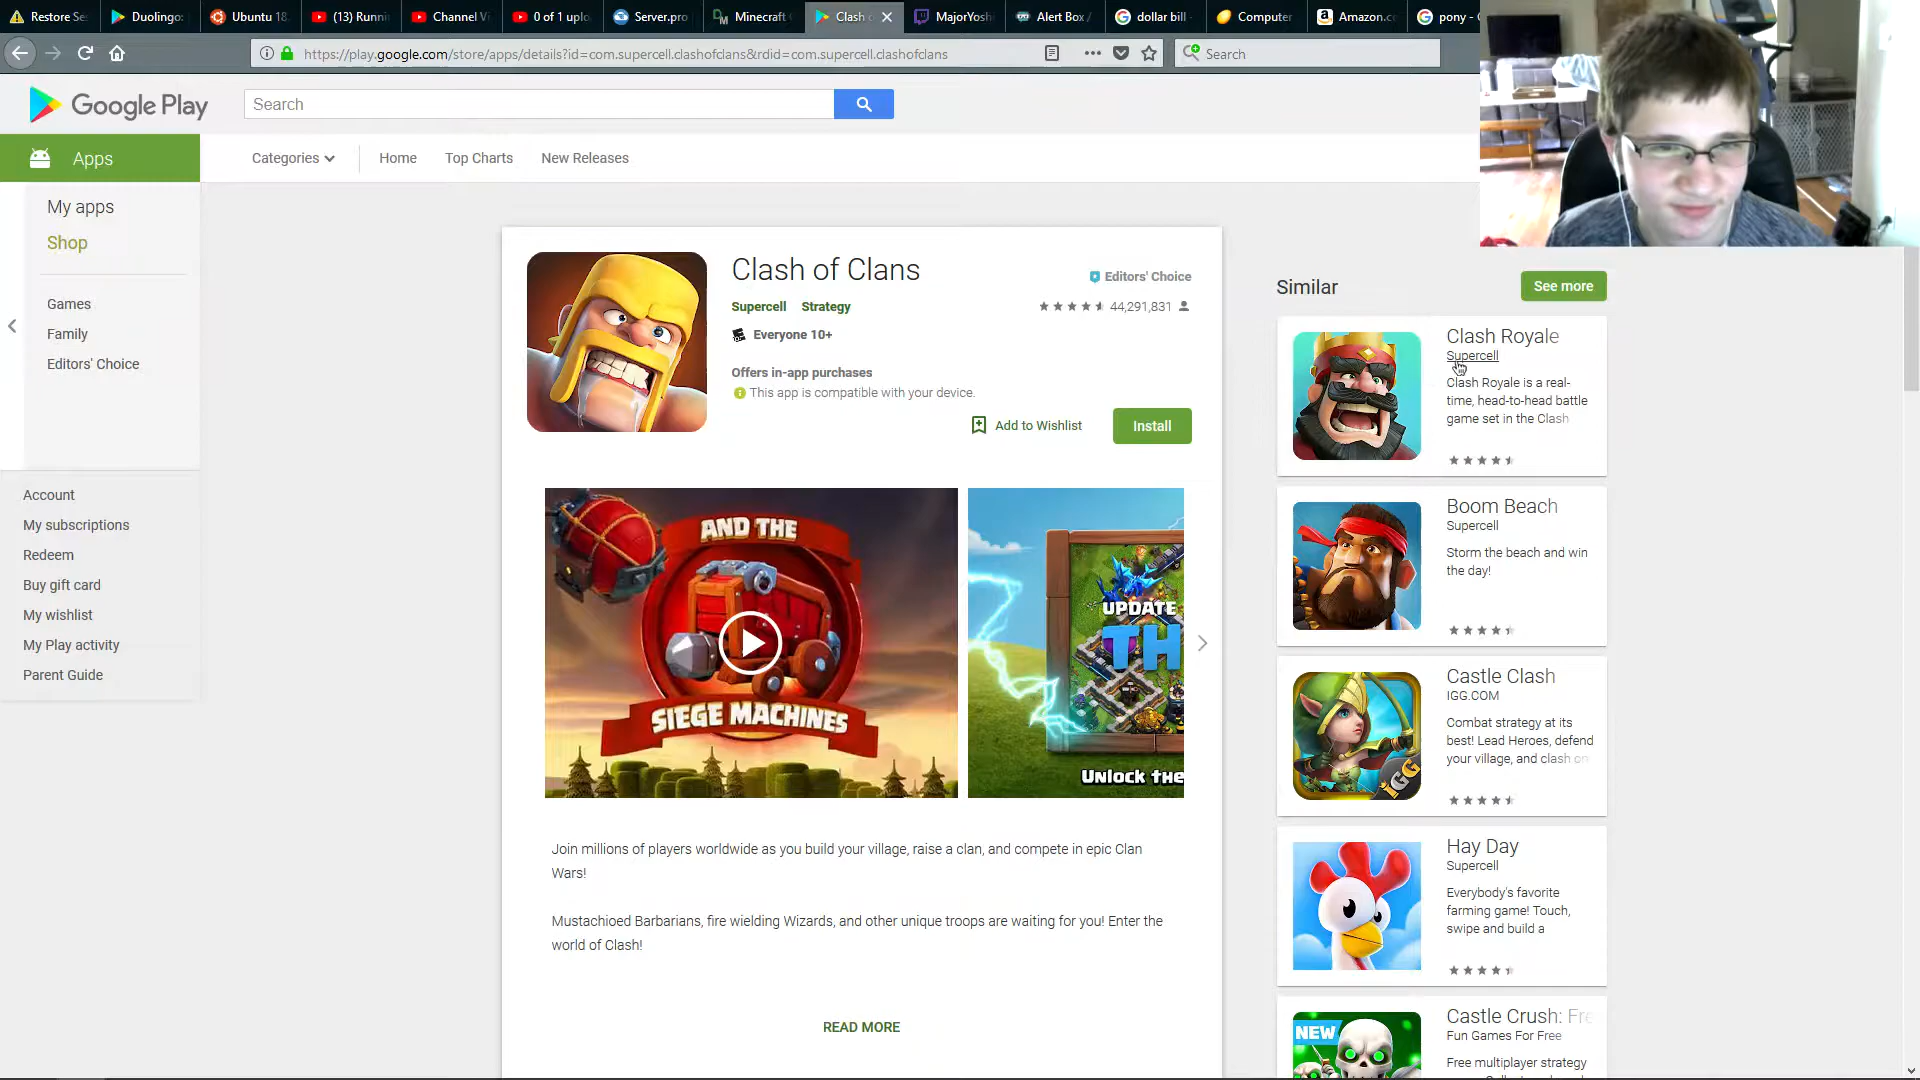 Restore Se
Duolingo:
Ubuntu 18.
(13) Runni
Channel Vi
0 of 1 uplo
Server.pro
Minecraft
Clash o
MajorYoshi
Alert Box /
dollar bill -
Computer
Amazon.c
pony - G
https://play.google.com/store/apps/details?id=com.supercell.clashofclans&rdid=com.supercell.clashofclans
Search
Google Play
Search
Apps
Categories
Home
Top Charts
New Releases
My apps
Shop
Games
Family
Editors' Choice
Account
My subscriptions
Redeem
Buy gift card
My wishlist
My Play activity
Parent Guide
Clash of Clans
Editors' Choice
Supercell Strategy
44,291,831
Everyone 10+
Offers in-app purchases
This app is compatible with your device.
Add to Wishlist
Install
AND THE
SIEGE MACHINES
UPDATE
TH
Unlock the
Join millions of players worldwide as you build your village, raise a clan, and compete in epic Clan
Wars!
Mustachioed Barbarians, fire wielding Wizards, and other unique troops are waiting for you! Enter the
world of Clash!
READ MORE
Similar
See more
Clash Royale
Supercell
Clash Royale is a real-
time, head-to-head battle
game set in the Clash
Boom Beach
Supercell
Storm the beach and win
the day!
Castle Clash
IGG.COM
Combat strategy at its
best! Lead Heroes, defend
your village, and clash on
IGG
Hay Day
Supercell
Everybody's favorite
farming game! Touch,
swipe and build a
NEW
Castle Crush: Fre
Fun Games For Free
Free multiplayer strategy